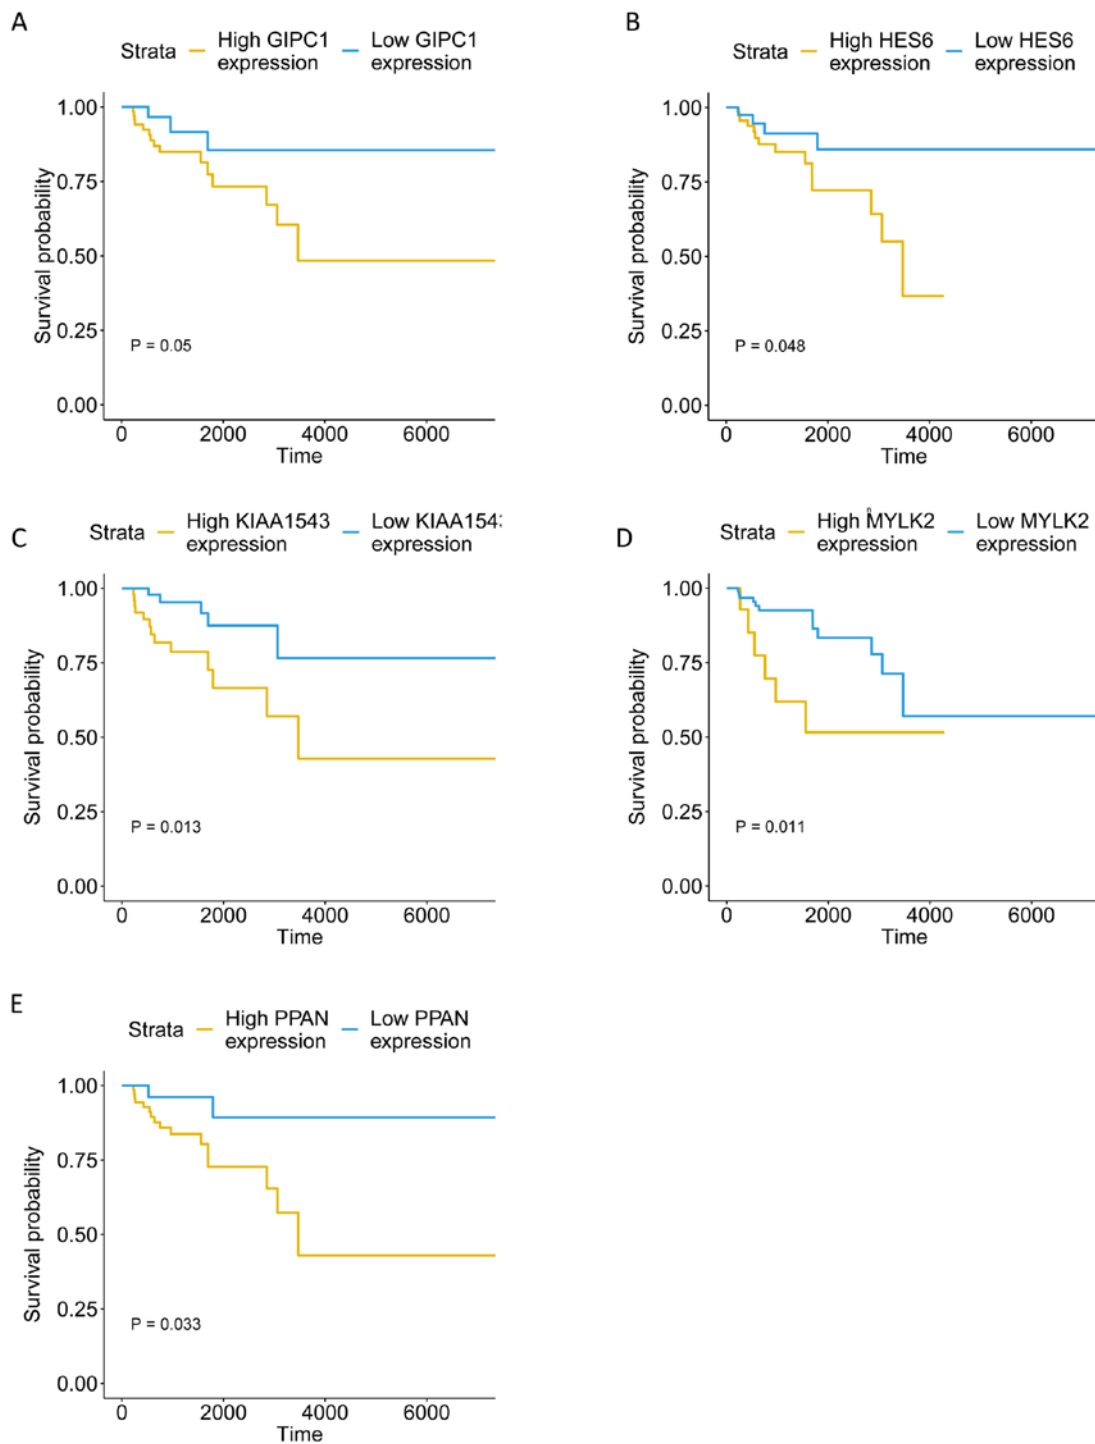 A
Strata
High GIPC1
expression
Low GIPC1
expression
Survival probability
1.00
0.75
0.50
0.25
0.00
P = 0.05
0 2000 4000 6000
Time
B
Strata
High HES6
expression
Low HES6
expression
Survival probability
1.00
0.75
0.50
0.25
0.00
P = 0.048
0 2000 4000 6000
Time
C
Strata
High KIAA1543
expression
Low KIAA154
expression
Survival probability
1.00
0.75
0.50
0.25
0.00
P = 0.013
0 2000 4000 6000
Time
D
Strata
High MYLK2
expression
Low MYLK2
expression
Survival probability
1.00
0.75
0.50
0.25
0.00
P = 0.011
0 2000 4000 6000
Time
E
Strata
High PPAN
expression
Low PPAN
expression
Survival probability
1.00
0.75
0.50
0.25
0.00
P = 0.033
0 2000 4000 6000
Time